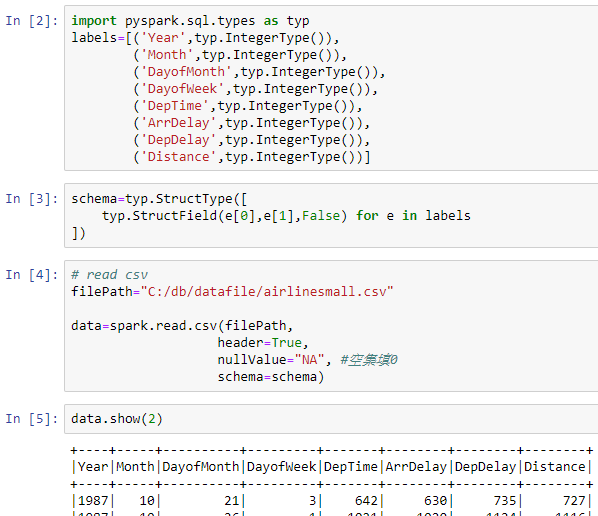 In [2]: import pyspark.sql.types as typ
labels=[('Year',typ.IntegerType()),
('Month',typ.IntegerType()),
('DayofMonth',typ.IntegerType()),
('DayofWeek',typ.IntegerType()),
('DepTime',typ.IntegerType()),
('ArrDelay',typ.IntegerType()),
('DepDelay',typ.IntegerType()),
('Distance',typ.IntegerType())]
In [3]: schema=typ.StructType([
typ.StructField(e[0],e[1],False) for e in labels
])
In [4]: # read csv
filePath="C:/db/datafile/airlinesmall.csv"
data=spark.read.csv(filePath,
header=True,
nullValue="NA", #空集填0
schema=schema)
In [5]: data.show(2)
+----+-----+----------+---------+-------+--------+--------+--------+
|Year|Month|DayofMonth|DayofWeek|DepTime|ArrDelay|DepDelay|Distance|
+----+-----+----------+---------+-------+--------+--------+--------+
|1987|   10|        21|        3|    642|     630|     735|     727|